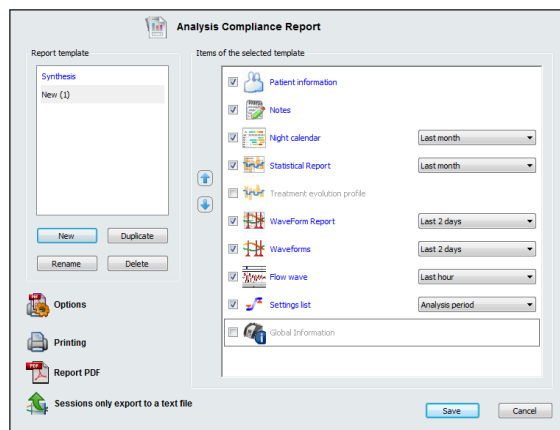 Analysis Compliance Report
Report template
Items of the selected template
Synthesis
New (1)
Patient information
Notes
Night calendar
Last month
Statistical Report
Last month
Treatment evolution profile
WaveForm Report
Last 2 days
Waveforms
Last 2 days
Flow wave
Last hour
Settings list
Analysis period
Global Information
New
Duplicate
Rename
Delete
Options
Printing
PDF
Report PDF
Sessions only export to a text file
Save
Cancel